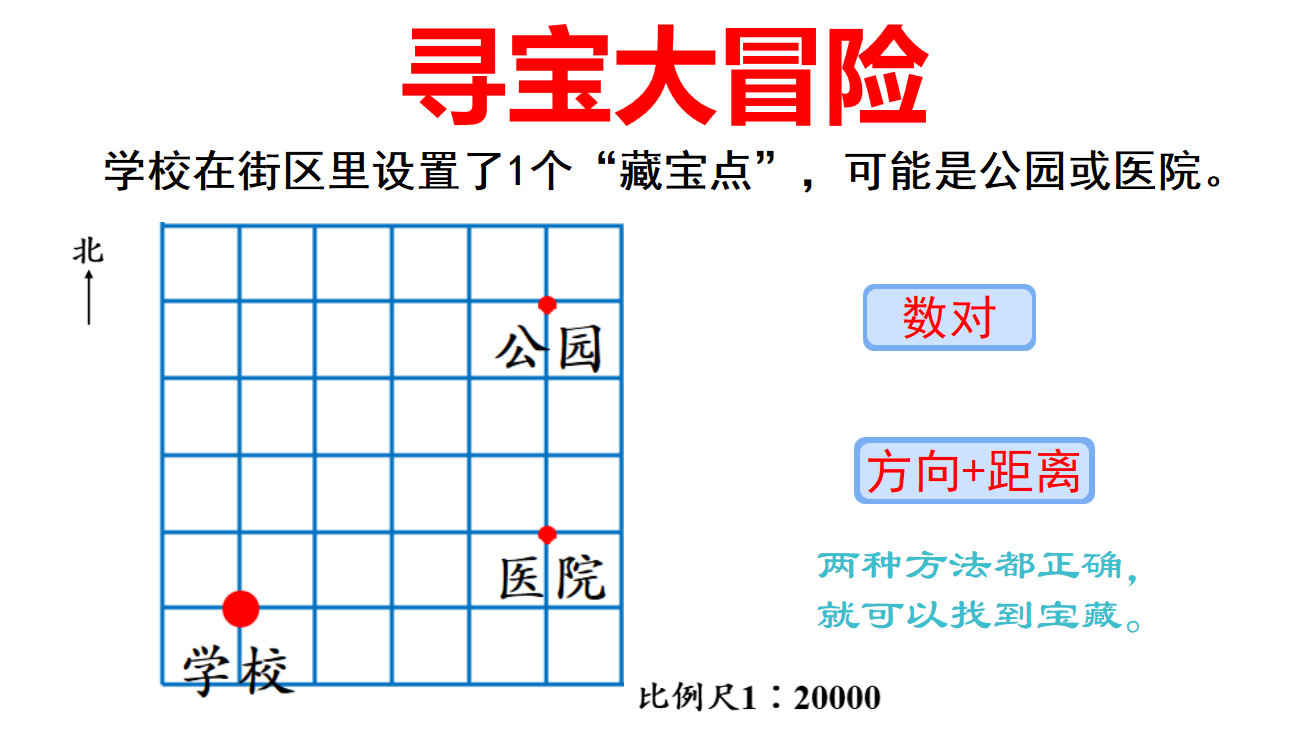 寻宝大冒险
学校在街区里设置了1个“藏宝点”，可能是公园或医院。
北
公园
医院
学校
比例尺1：20000
数对
方向+距离
两种方法都正确，
就可以找到宝藏。